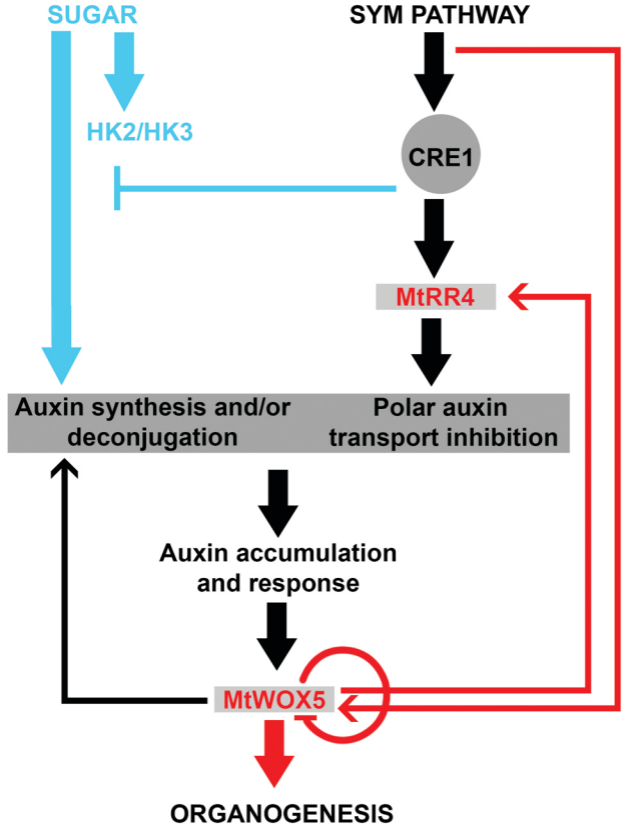 SUGAR
SYM PATHWAY
HK2/HK3
CRE1
MtRR4
Auxin synthesis and/or
deconjugation
Polar auxin
transport inhibition
Auxin accumulation
and response
MtWOX5
ORGANOGENESIS